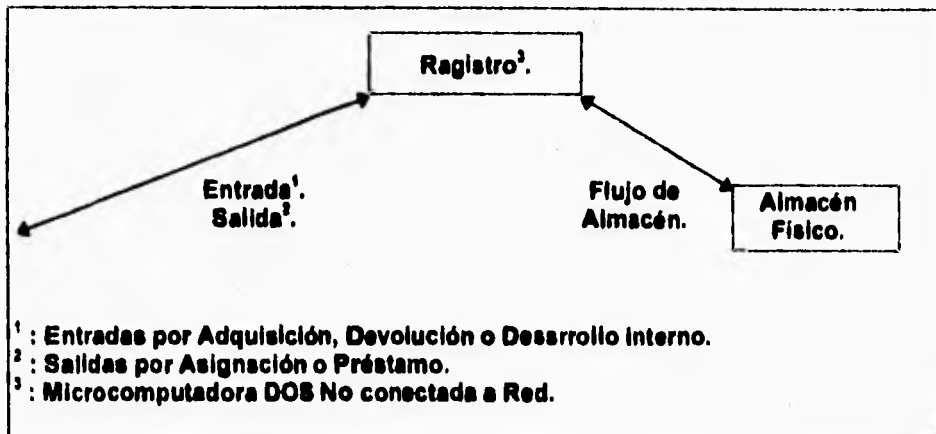 Ragistro³.
Entrada¹.
Salida².
Flujo de
Almacén.
Almacén
Físico.
¹ : Entradas por Adquisición, Devolución o Desarrollo Interno.
² : Salidas por Asignación o Préstamo.
³ : Microcomputadora DOS No conectada a Red.